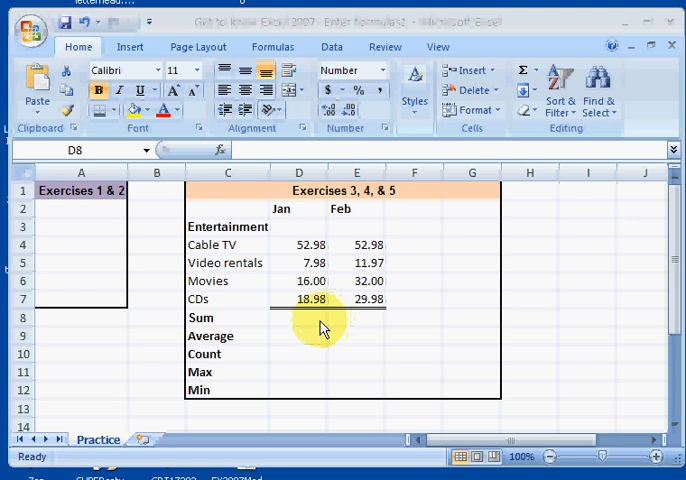 letterhead....
Get to know Excel 2007 - Enter formulas1, - Microsoft Excel
Home Insert Page Layout Formulas Data Review View
Calibri 11 Number Insert Σ
Paste B I U A A $ % , Styles Delete Sort & Filter Find & Select
Format
Clipboard Font Alignment Number Cells Editing
D8 fx
A B C D E F G H I J
1 Exercises 1 & 2 Exercises 3, 4, & 5
2 Jan Feb
3 Entertainment
4 Cable TV 52.98 52.98
5 Video rentals 7.98 11.97
6 Movies 16.00 32.00
7 CDs 18.98 29.98
8 Sum
9 Average
10 Count
11 Max
12 Min
13
14
Practice
Ready 100%